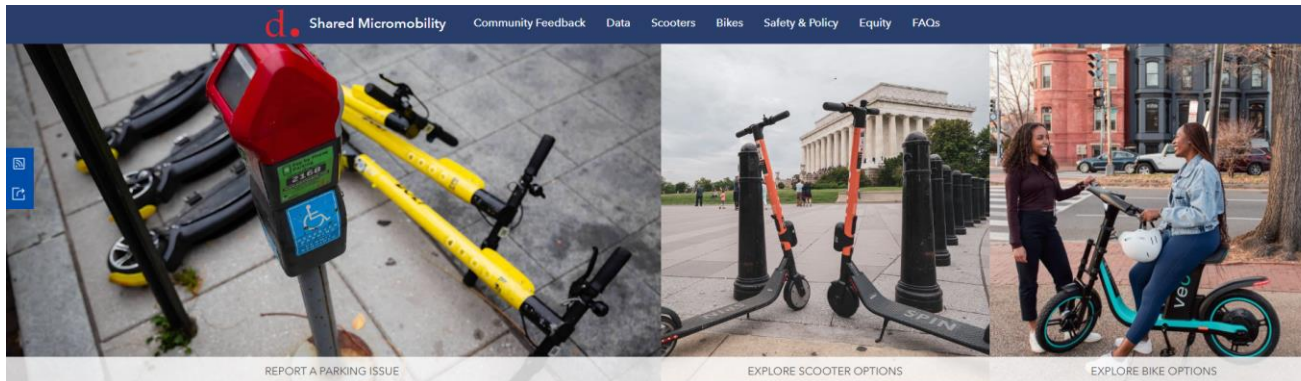 d. Shared Micromobility Community Feedback Data Scooters Bikes Safety & Policy Equity FAQs
2168
SPIN
veo
REPORT A PARKING ISSUE EXPLORE SCOOTER OPTIONS EXPLORE BIKE OPTIONS